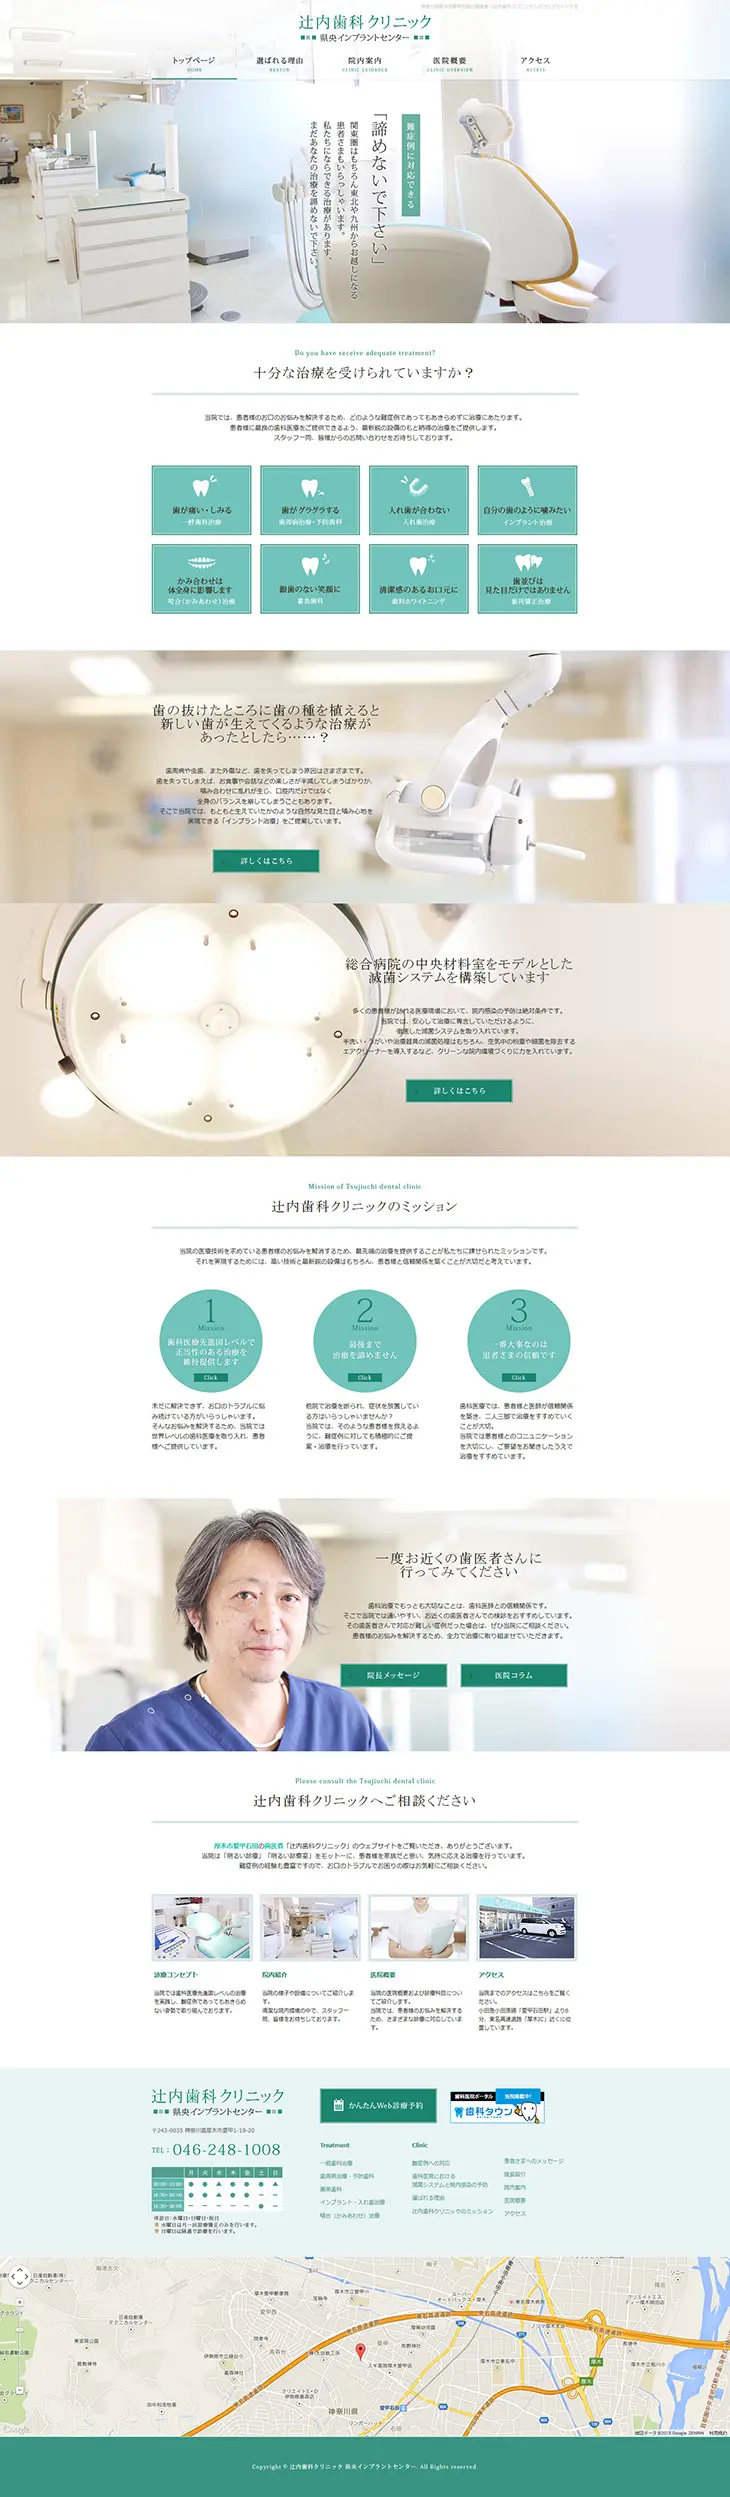 辻内歯科クリニック
県央インプラントセンター
トップページ
HOME
選ばれる理由
REASON
院内案内
CLINIC GUIDANCE
医院概要
CLINIC OVERVIEW
アクセス
ACCESS
難症例に対応できる
「諦めないで下さい」
関東圏はもちろん東北や九州からお越しになる
患者さまもいらっしゃいます。
私たちにならできる治療があります、
まだあなたの治療を諦めないで下さい。
Do you have receive adequate treatment?
十分な治療を受けられていますか？
当院では、患者様のお口のお悩みを解決するため、どのような難症例であってもあきらめずに治療にあたります。
患者様に最良の歯科医療をご提供できるよう、最新鋭の設備のもと納得の治療をご提供します。
スタッフ一同、皆様からのお問い合わせをお待ちしております。
歯が痛い・しみる
一般歯科治療
歯がグラグラする
歯周病治療・予防歯科
入れ歯が合わない
入れ歯治療
自分の歯のように噛みたい
インプラント治療
かみ合わせは
体全身に影響します
咬合（かみあわせ）治療
銀歯のない笑顔に
審美歯科
清潔感のあるお口元に
歯科ホワイトニング
歯並びは
見た目だけではありません
歯列矯正治療
歯の抜けたところに歯の種を植えると
新しい歯が生えてくるような治療が
あったとしたら……？
歯周病や虫歯、また外傷など、歯を失ってしまう原因はさまざまです。
歯を失ってしまえば、お食事や会話などの楽しさが半減してしまうばかりか、
噛み合わせに乱れが生じ、口腔内だけではなく
全身のバランスを崩してしまうこともあります。
そこで当院では、もともと生えていたかのような自然な見た目と噛み心地を
実現できる「インプラント治療」をご提案しています。
詳しくはこちら
総合病院の中央材料室をモデルとした
滅菌システムを構築しています
多くの患者様が訪れる医療現場において、院内感染の予防は絶対条件です。
当院では、安心して治療に専念していただけるように、
徹底した滅菌システムを取り入れています。
手洗い・うがいや治療器具の滅菌処理はもちろん、空気中の粉塵や細菌を除去する
エアクリーナーを導入するなど、クリーンな院内環境づくりに力を入れています。
詳しくはこちら
Mission of Tsujiuchi dental clinic
辻内歯科クリニックのミッション
当院の医療技術を求めている患者様のお悩みを解消するため、最先端の治療を提供することが私たちに課せられたミッションです。
それを実現するためには、高い技術と最新鋭の設備はもちろん、患者様と信頼関係を築くことが大切だと考えています。
1
Mission
歯科医療先進国レベルで
正当性のある治療を
維持提供します
Click
未だに解決できず、お口のトラブルに悩
み続けている方がいらっしゃいます。
そんなお悩みを解決するため、当院では
世界レベルの歯科医療を取り入れ、患者
様へご提供しています。
2
Mission
最後まで
治療を諦めません
Click
他院で治療を断られ、症状を放置してい
る方はいらっしゃいませんか？
当院では、そのような患者様を救えるよ
うに、難症例に対しても積極的にご提
案・治療を行っています。
3
Mission
一番大事なのは
患者さまの信頼です
Click
歯科医療では、患者様と医師が信頼関係
を築き、二人三脚で治療をすすめていく
ことが大切。
当院では患者様とのコミュニケーション
を大切にし、ご要望をお聞きしたうえで
治療をすすめています。
一度お近くの歯医者さんに
行ってみてください
歯科治療でもっとも大切なことは、歯科医師との信頼関係です。
そこで当院では通いやすい、お近くの歯医者さんでの検診をおすすめしています。
その歯医者さんで対応が難しい症例だった場合は、ぜひ当院にご相談ください。
患者様のお悩みを解決するため、全力で治療に取り組ませていただきます。
院長メッセージ
医院コラム
Please consult the Tsujiuchi dental clinic
辻内歯科クリニックへご相談ください
厚木市愛甲石田の歯医者「辻内歯科クリニック」のウェブサイトをご覧いただき、ありがとうございます。
当院は「明るい診療」「明るい診察室」をモットーに、患者様を家族だと思い、気持に応える治療を行っています。
難症例の経験も豊富ですので、お口のトラブルでお困りの際はお気軽にご相談ください。
診療コンセプト
当院では歯科医療先進国レベルの治療
を実践し、難症例であってもあきらめ
ない姿勢で取り組んでおります。
院内紹介
当院の様子や設備についてご紹介しま
す。
清潔な院内環境の中で、スタッフ一
同、皆様をお待ちしております。
医院概要
当院の医院概要および診療科目につい
てご紹介します。
当院では、患者様のお悩みを解決する
ため、さまざまな診療に対応していま
す。
アクセス
当院までのアクセスはこちらをご覧く
ださい。
小田急小田原線「愛甲石田駅」より6
分、東名高速道路「厚木IC」近くに位
置しています。
辻内歯科クリニック
県央インプラントセンター
〒243-0035 神奈川県厚木市愛甲1-19-20
TEL：046-248-1008
月 火 水 木 金 土 日
休診日：水曜日・日曜日・祝日
※ 水曜日は月一回診療矯正のみを行います。
※ 日曜日は隔週で診療を行います。
かんたんWeb診療予約
歯科医院ポータル
当院掲載中！
歯科タウン
Treatment
一般歯科治療
歯周病治療・予防歯科
審美歯科
インプラント・入れ歯治療
咬合（かみあわせ）治療
Clinic
難症例への対応
歯科医院における
滅菌システムと院内感染の予防
選ばれる理由
辻内歯科クリニックのミッション
患者さまへのメッセージ
院長紹介
院内案内
医院概要
アクセス
東名高速道路
神奈川県
愛甲石田
厚木
Google
Copyright © 辻内歯科クリニック 県央インプラントセンター. All Rights reserved.